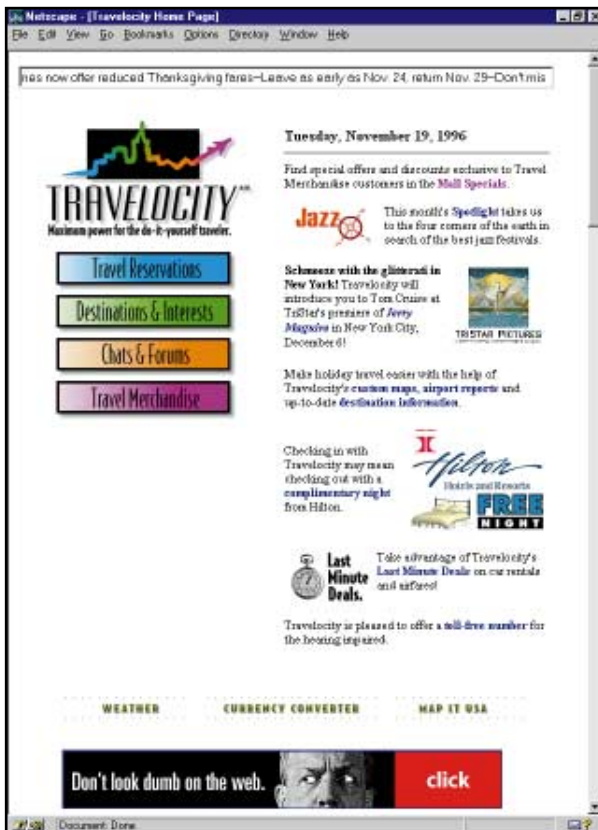 Netscape - [Travelocity Home Page]
File Edit View Go Bookmarks Options Directory Window Help
nes now offer reduced Thanksgiving fares--Leave as early as Nov. 24, return Nov. 29--Don't mis
TRAVELOCITY
Maximum power for the do-it-yourself traveler.
Travel Reservations
Destinations & Interests
Chats & Forums
Travel Merchandise
Tuesday, November 19, 1996
Find special offers and discounts exclusive to Travel
Merchandise customers in the Mall Specials.
Jazz
This month's Spotlight takes us
to the four corners of the earth in
search of the best jazz festivals.
Schmooze with the glitterati in
New York! Travelocity will
introduce you to Tom Cruise at
TriStar's premiere of Jerry
Maguire in New York City,
December 6!
TRISTAR PICTURES
Make holiday travel easier with the help of
Travelocity's custom maps, airport reports and
up-to-date destination information.
Checking in with
Travelocity may mean
checking out with a
complimentary night
from Hilton.
Hilton
Hotels and Resorts
FREE
NIGHT
Last
Minute
Deals.
Take advantage of Travelocity's
Last Minute Deals on car rentals
and airfares!
Travelocity is pleased to offer a toll-free number for
the hearing impaired.
WEATHER CURRENCY CONVERTER MAP IT USA
Don't look dumb on the web.
click
Document: Done